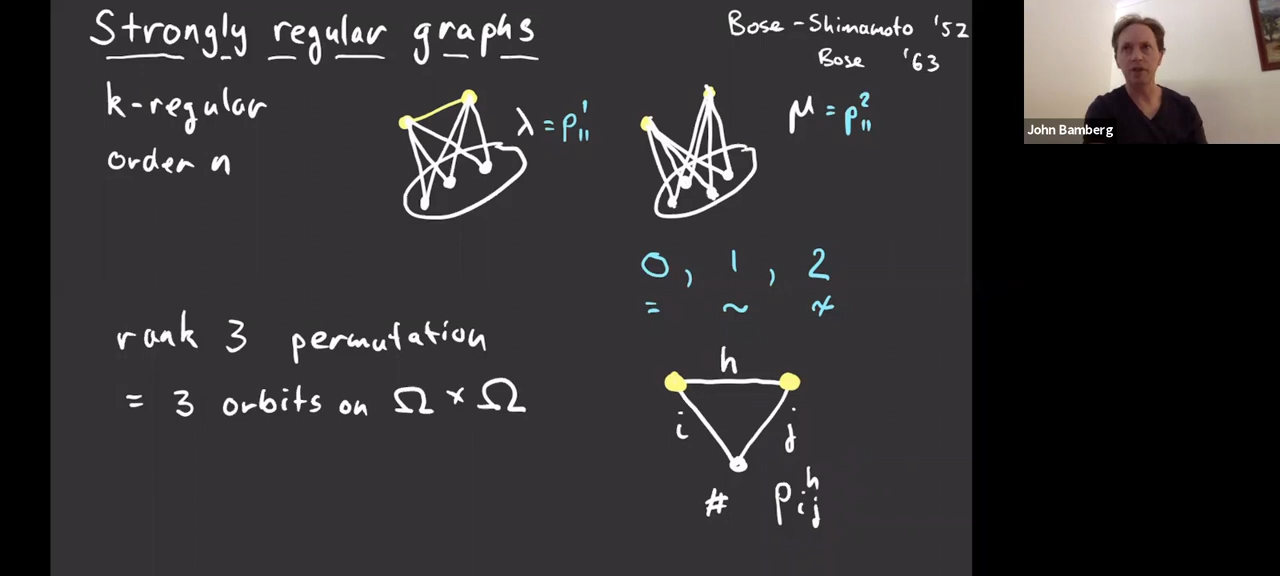 Strongly regular graphs
Bose-Shimamoto '52
Bose '63
k-regular
order n
λ = p¹₁₁
μ = p²₁₁
0, 1, 2
= ~ ≁
rank 3 permutation
= 3 orbits on Ω × Ω
h
i j
# pʰᵢⱼ
John Bamberg